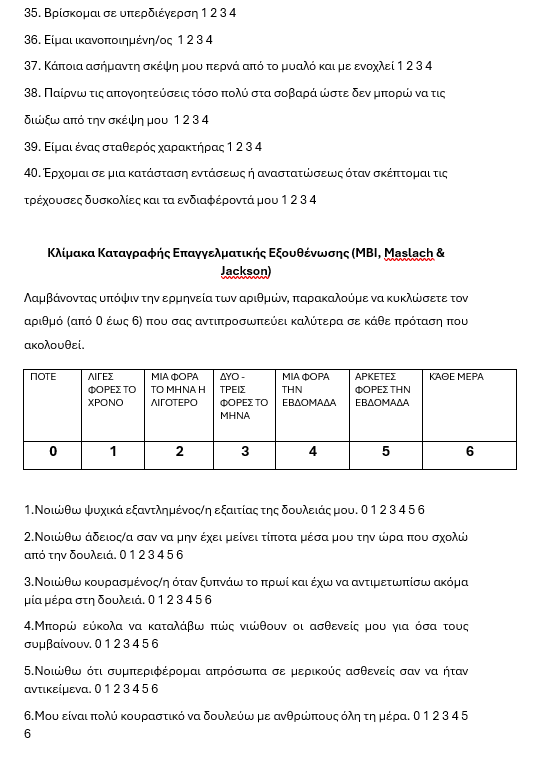 35. Βρίσκομαι σε υπερδιέγερση 1 2 3 4
36. Είμαι ικανοποιημένη/ος 1 2 3 4
37. Κάποια ασήμαντη σκέψη μου περνά από το μυαλό και με ενοχλεί 1 2 3 4
38. Παίρνω τις απογοητεύσεις τόσο πολύ στα σοβαρά ώστε δεν μπορώ να τις
διώξω από την σκέψη μου 1 2 3 4
39. Είμαι ένας σταθερός χαρακτήρας 1 2 3 4
40. Έρχομαι σε μια κατάσταση εντάσεως ή αναστατώσεως όταν σκέπτομαι τις
τρέχουσες δυσκολίες και τα ενδιαφέροντά μου 1 2 3 4
Κλίμακα Καταγραφής Επαγγελματικής Εξουθένωσης (MBI, Maslach &
Jackson)
Λαμβάνοντας υπόψιν την ερμηνεία των αριθμών, παρακαλούμε να κυκλώσετε τον
αριθμό (από 0 έως 6) που σας αντιπροσωπεύει καλύτερα σε κάθε πρόταση που
ακολουθεί.
ΠΟΤΕ
ΛΙΓΕΣ
ΦΟΡΕΣ ΤΟ
ΧΡΟΝΟ
ΜΙΑ ΦΟΡΑ
ΤΟ ΜΗΝΑ Η
ΛΙΓΟΤΕΡΟ
ΔΥΟ -
ΤΡΕΙΣ
ΦΟΡΕΣ ΤΟ
ΜΗΝΑ
ΜΙΑ ΦΟΡΑ
ΤΗΝ
ΕΒΔΟΜΑΔΑ
ΑΡΚΕΤΕΣ
ΦΟΡΕΣ ΤΗΝ
ΕΒΔΟΜΑΔΑ
ΚΆΘΕ ΜΕΡΑ
0 1 2 3 4 5 6
1.Νοιώθω ψυχικά εξαντλημένος/η εξαιτίας της δουλειάς μου. 0 1 2 3 4 5 6
2.Νοιώθω άδειος/α σαν να μην έχει μείνει τίποτα μέσα μου την ώρα που σχολώ
από την δουλειά. 0 1 2 3 4 5 6
3.Νοιώθω κουρασμένος/η όταν ξυπνάω το πρωί και έχω να αντιμετωπίσω ακόμα
μία μέρα στη δουλειά. 0 1 2 3 4 5 6
4.Μπορώ εύκολα να καταλάβω πώς νιώθουν οι ασθενείς μου για όσα τους
συμβαίνουν. 0 1 2 3 4 5 6
5.Νοιώθω ότι συμπεριφέρομαι απρόσωπα σε μερικούς ασθενείς σαν να ήταν
αντικείμενα. 0 1 2 3 4 5 6
6.Μου είναι πολύ κουραστικό να δουλεύω με ανθρώπους όλη τη μέρα. 0 1 2 3 4 5
6